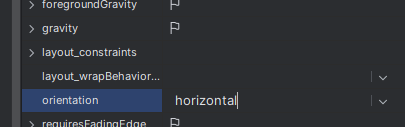 foregroundGravity
gravity
layout_constraints
layout_wrapBehavior...
orientation horizontal
requiresFadingEdge